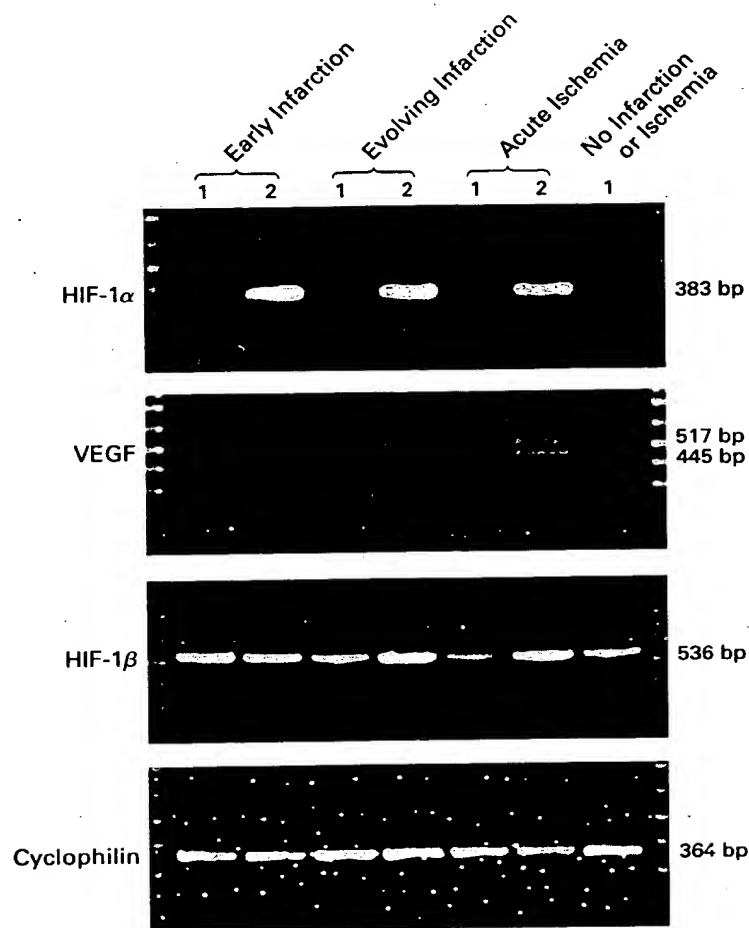 Early Infarction
Evolving Infarction
Acute Ischemia
No Infarction
or Ischemia
1 2 1 2 1 2 1
HIF-1α 383 bp
VEGF 517 bp
445 bp
HIF-1β 536 bp
Cyclophilin 364 bp